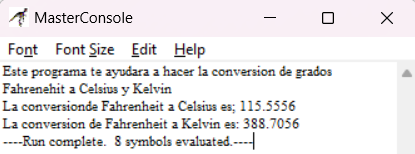 MasterConsole
Font Font Size Edit Help
Este programa te ayudara a hacer la conversion de grados
Fahrenehit a Celsius y Kelvin
La conversionde Fahrenheit a Celsius es; 115.5556
La conversion de Fahrenheit a Kelvin es: 388.7056
----Run complete.  8 symbols evaluated.----